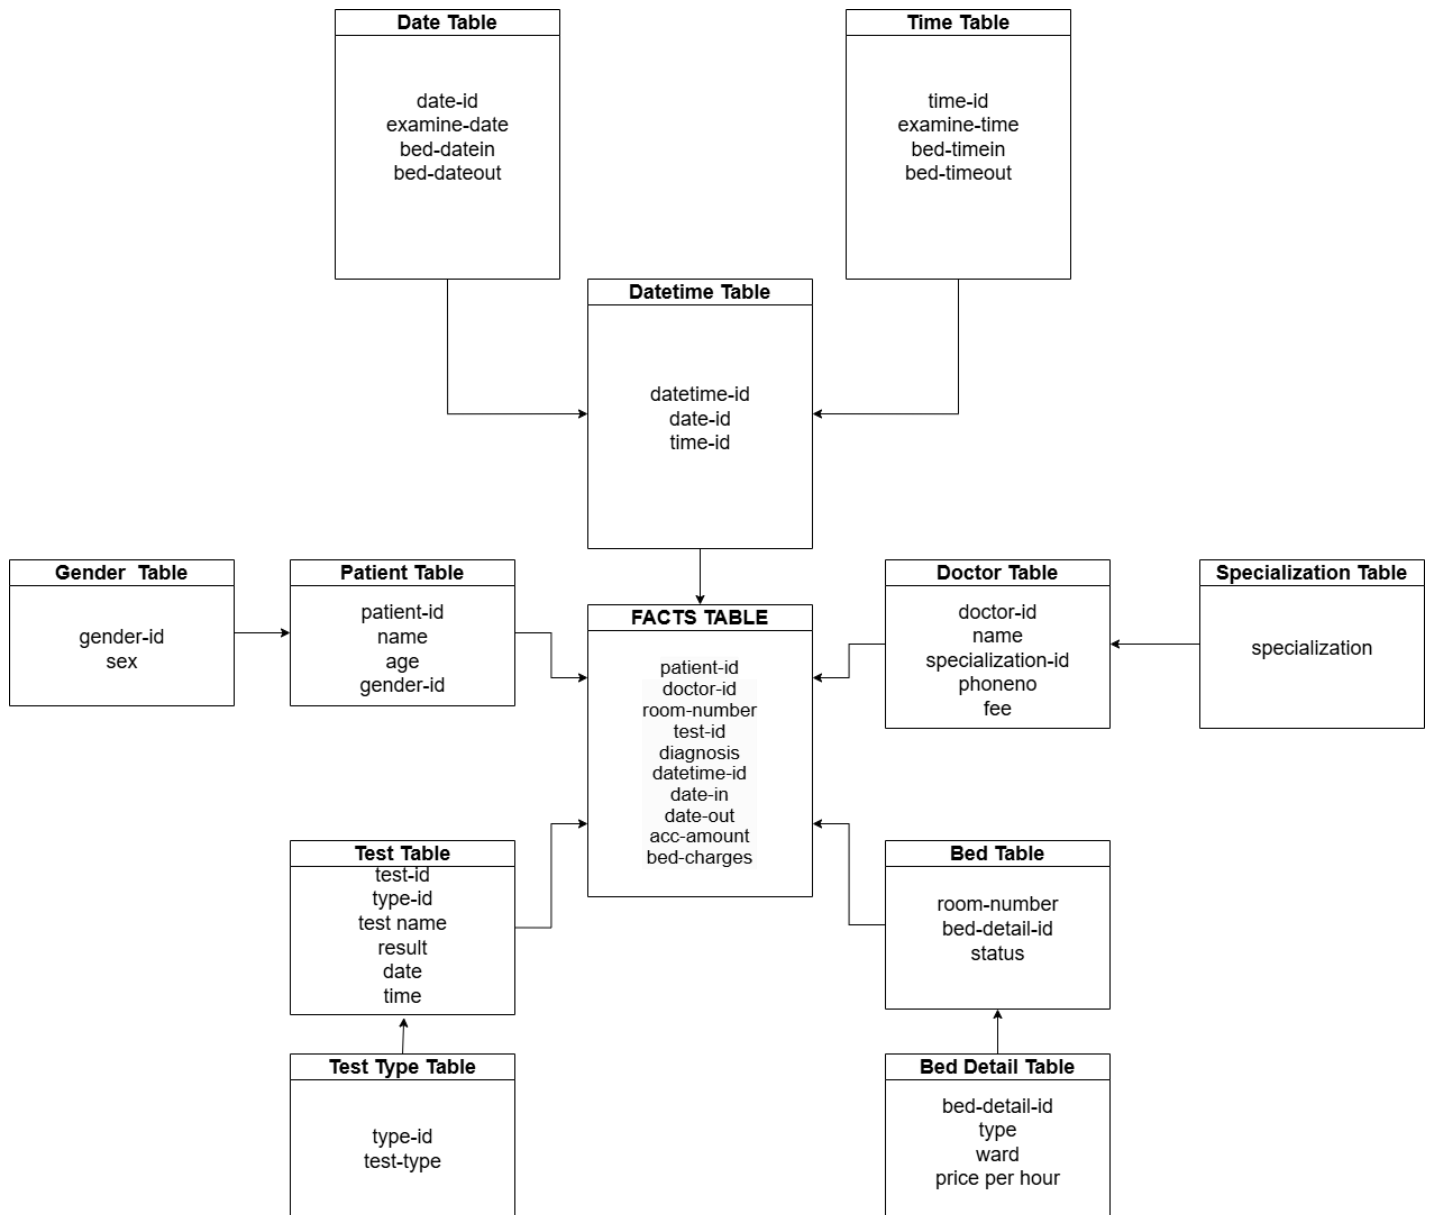 Date Table
date-id
examine-date
bed-datein
bed-dateout
Time Table
time-id
examine-time
bed-timein
bed-timeout
Datetime Table
datetime-id
date-id
time-id
Gender  Table
gender-id
sex
Patient Table
patient-id
name
age
gender-id
FACTS TABLE
patient-id
doctor-id
room-number
test-id
diagnosis
datetime-id
date-in
date-out
acc-amount
bed-charges
Doctor Table
doctor-id
name
specialization-id
phoneno
fee
Specialization Table
specialization
Test Table
test-id
type-id
test name
result
date
time
Bed Table
room-number
bed-detail-id
status
Test Type Table
type-id
test-type
Bed Detail Table
bed-detail-id
type
ward
price per hour